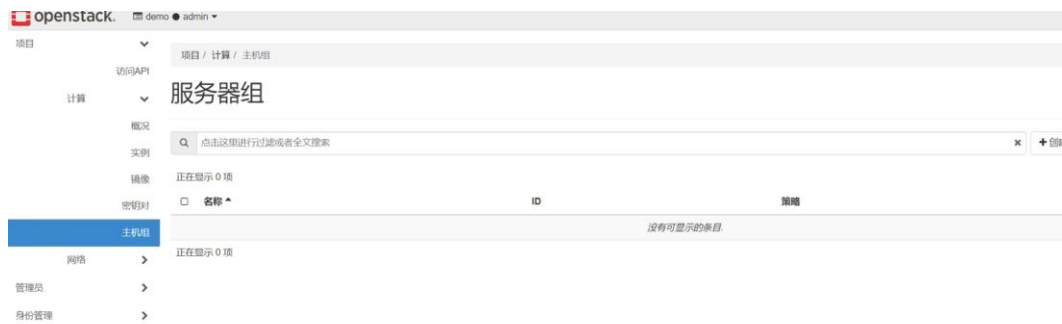 openstack. demo ● admin
项目
访问API
计算
概况
实例
镜像
密钥对
主机组
网络
管理员
身份管理
项目 / 计算 / 主机组
服务器组
点击这里进行过滤或者全文搜索
正在显示 0 项
名称 ID 策略
没有可显示的条目.
正在显示 0 项